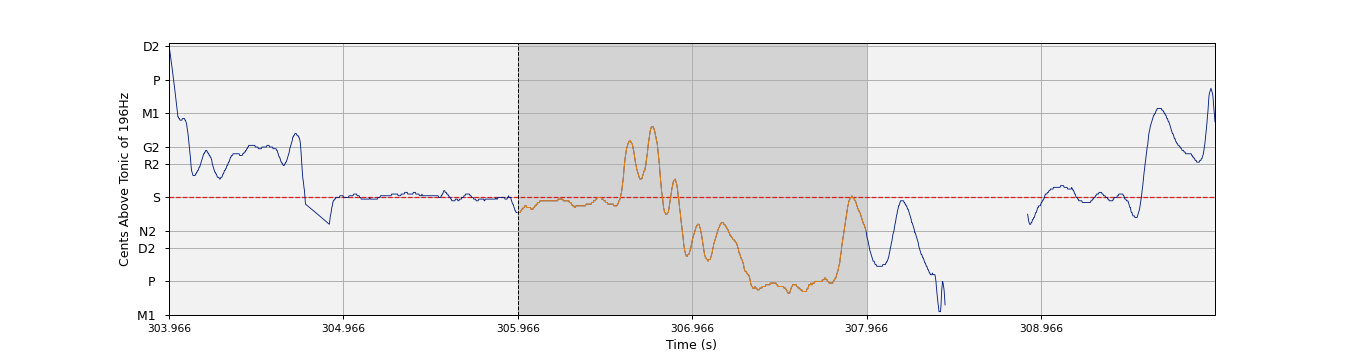 D2
P
M1
G2
R2
S
N2
D2
P
M1
Cents Above Tonic of 196Hz
303.966 304.966 305.966 306.966 307.966 308.966
Time (s)